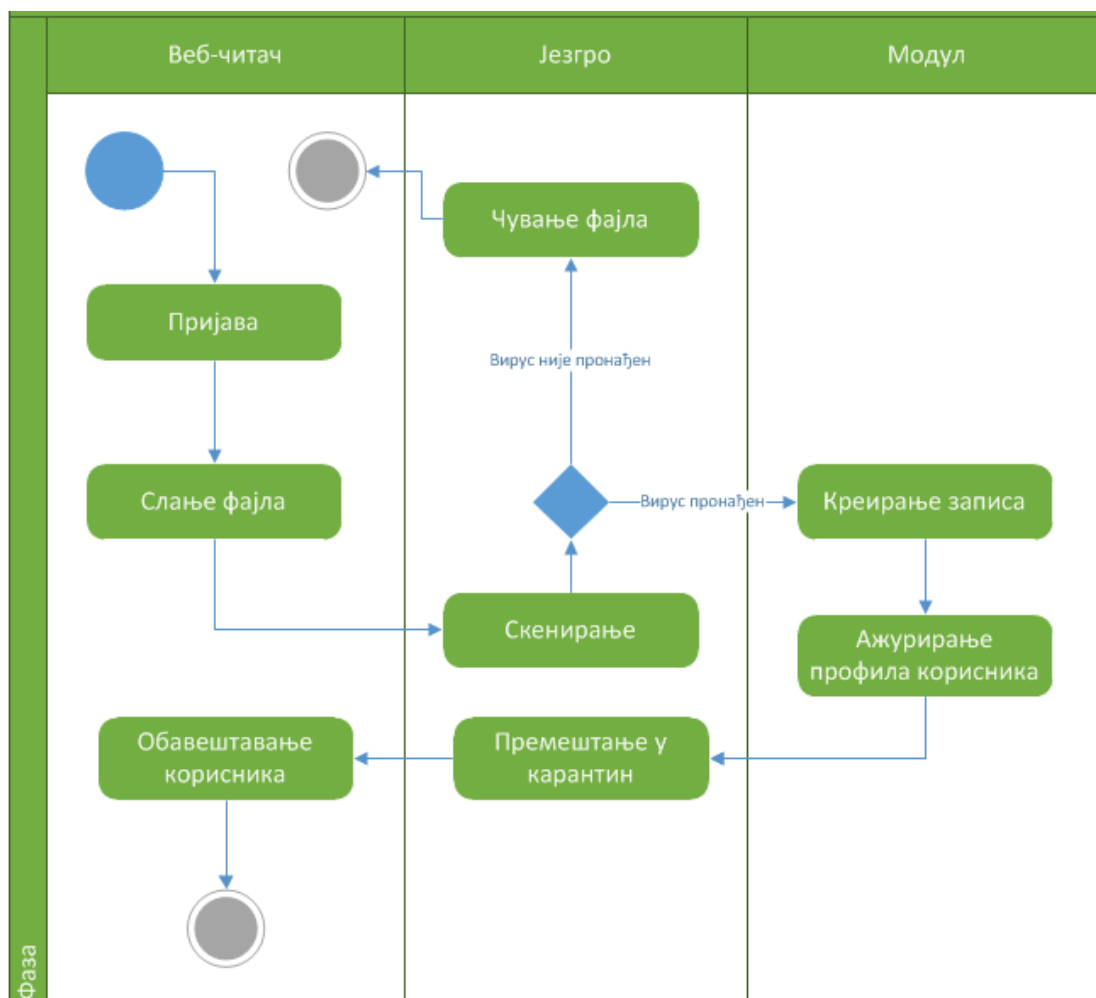 Веб-читач
Језгро
Модул
Чување фајла
Пријава
Вирус није пронађен
Слање фајла
Вирус пронађен
Креирање записа
Скенирање
Ажурирање
профила корисника
Обавештавање
корисника
Премештање у
карантин
Фаза